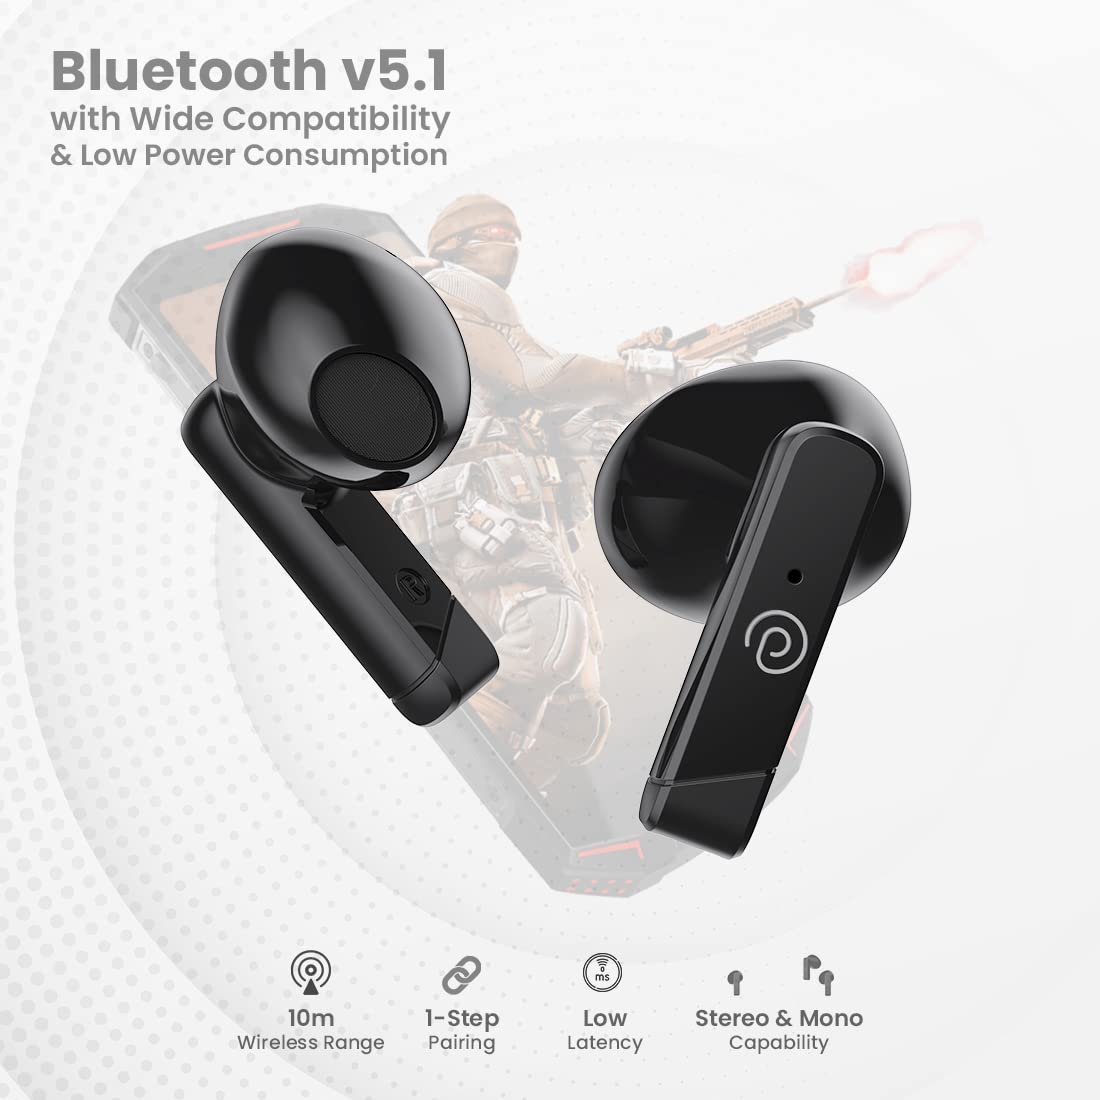 Bluetooth v5.1
with Wide Compatibility
& Low Power Consumption
ms
10m
Wireless Range
1-Step
Pairing
Low
Latency
Stereo & Mono
Capability